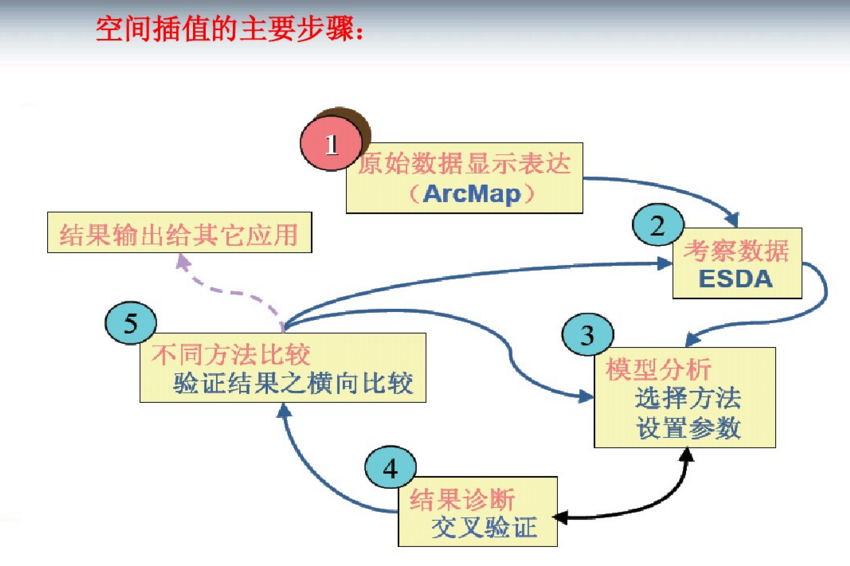 空间插值的主要步骤：
1
原始数据显示表达
（ArcMap）
2
考察数据
ESDA
结果输出给其它应用
3
模型分析
选择方法
设置参数
5
不同方法比较
验证结果之横向比较
4
结果诊断
交叉验证